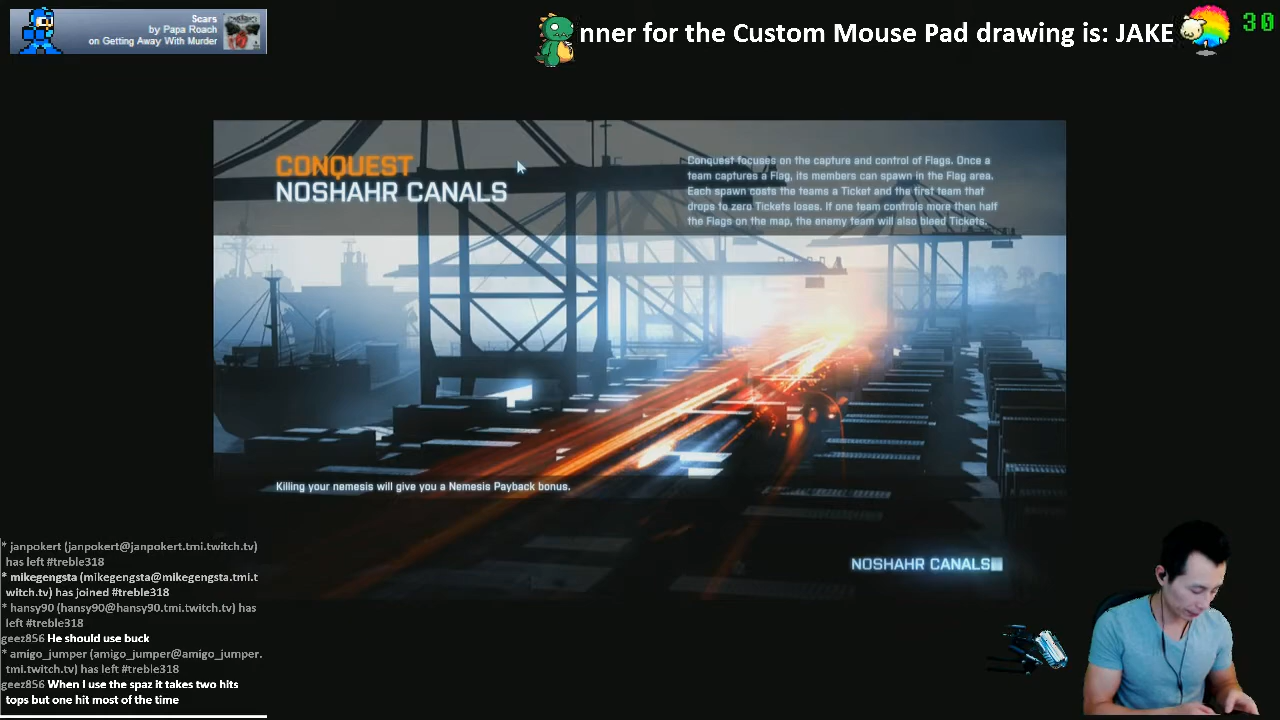 Scars
by Papa Roach
on Getting Away With Murder
nner for the Custom Mouse Pad drawing is: JAKE
30
CONQUEST
NOSHAHR CANALS
Conquest focuses on the capture and control of Flags. Once a
team captures a Flag, its members can spawn in the Flag area.
Each spawn costs the teams a Ticket and the first team that
drops to zero Tickets loses. If one team controls more than half
the Flags on the map, the enemy team will also bleed Tickets.
Killing your nemesis will give you a Nemesis Payback bonus.
NOSHAHR CANALS
* janpokert (janpokert@janpokert.tmi.twitch.tv)
has left #treble318
* mikegengsta (mikegengsta@mikegengsta.tmi.t
witch.tv) has joined #treble318
* hansy90 (hansy90@hansy90.tmi.twitch.tv) has
left #treble318
geez856 He should use buck
* amigo_jumper (amigo_jumper@amigo_jumper.
tmi.twitch.tv) has left #treble318
geez856 When I use the spaz it takes two hits
tops but one hit most of the time